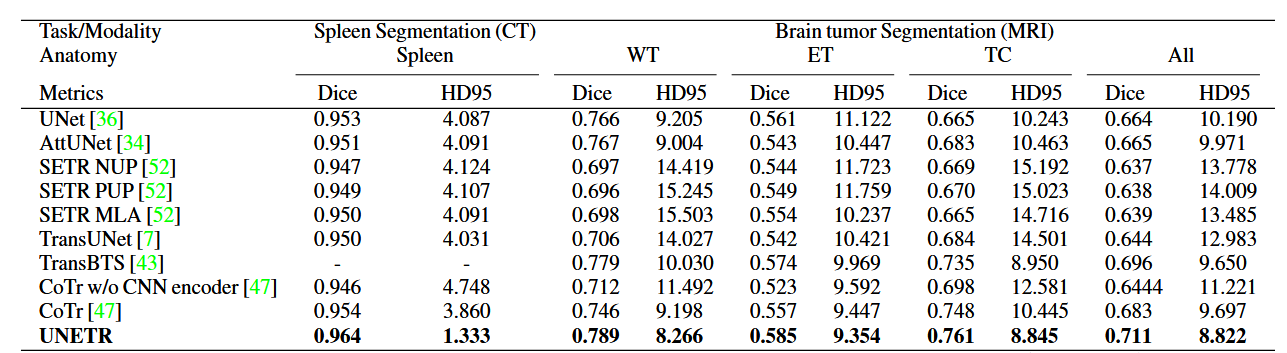 Task/Modality Spleen Segmentation (CT) Brain tumor Segmentation (MRI)
Anatomy Spleen WT ET TC All
Metrics Dice HD95 Dice HD95 Dice HD95 Dice HD95 Dice HD95
UNet [36] 0.953 4.087 0.766 9.205 0.561 11.122 0.665 10.243 0.664 10.190
AttUNet [34] 0.951 4.091 0.767 9.004 0.543 10.447 0.683 10.463 0.665 9.971
SETR NUP [52] 0.947 4.124 0.697 14.419 0.544 11.723 0.669 15.192 0.637 13.778
SETR PUP [52] 0.949 4.107 0.696 15.245 0.549 11.759 0.670 15.023 0.638 14.009
SETR MLA [52] 0.950 4.091 0.698 15.503 0.554 10.237 0.665 14.716 0.639 13.485
TransUNet [7] 0.950 4.031 0.706 14.027 0.542 10.421 0.684 14.501 0.644 12.983
TransBTS [43] - - 0.779 10.030 0.574 9.969 0.735 8.950 0.696 9.650
CoTr w/o CNN encoder [47] 0.946 4.748 0.712 11.492 0.523 9.592 0.698 12.581 0.6444 11.221
CoTr [47] 0.954 3.860 0.746 9.198 0.557 9.447 0.748 10.445 0.683 9.697
UNETR 0.964 1.333 0.789 8.266 0.585 9.354 0.761 8.845 0.711 8.822